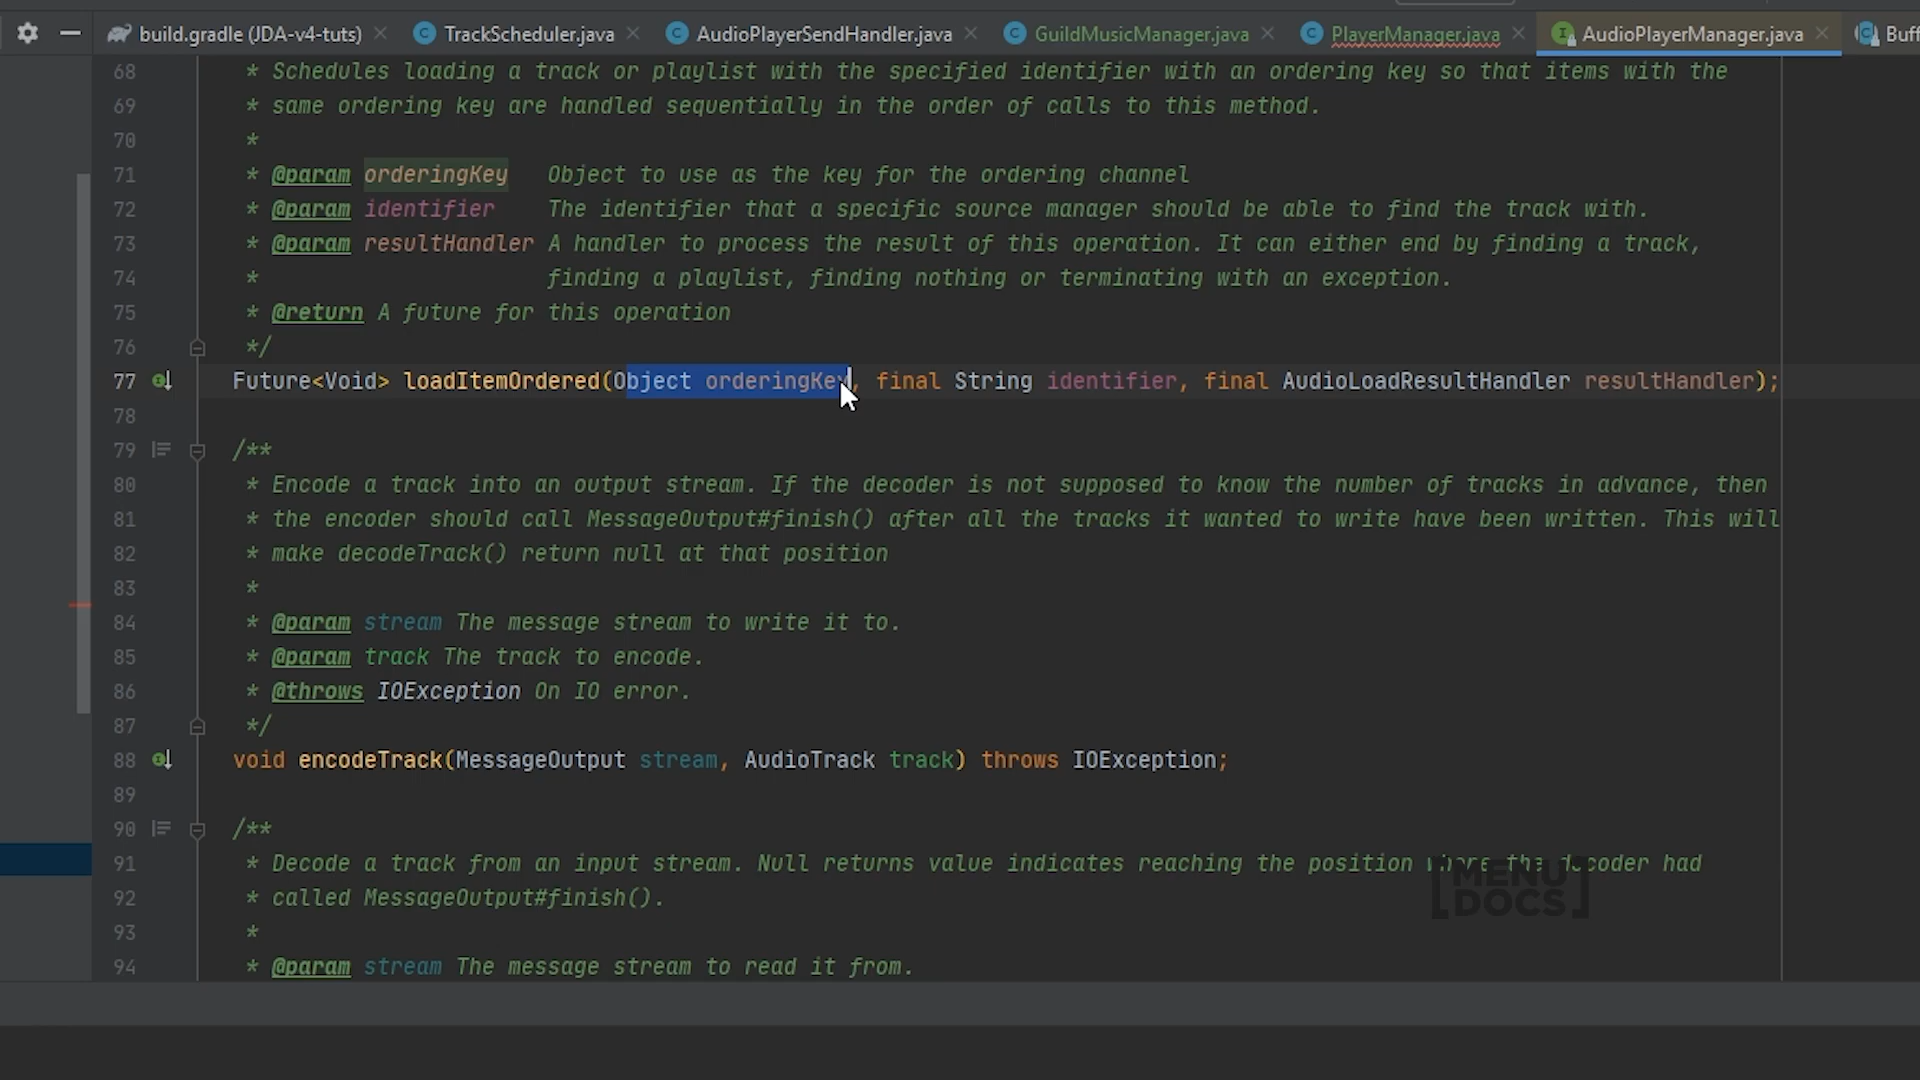 build.gradle (JDA-v4-tuts) TrackScheduler.java AudioPlayerSendHandler.java GuildMusicManager.java PlayerManager.java AudioPlayerManager.java Buff
68 * Schedules loading a track or playlist with the specified identifier with an ordering key so that items with the
69 * same ordering key are handled sequentially in the order of calls to this method.
70 *
71 * @param orderingKey Object to use as the key for the ordering channel
72 * @param identifier The identifier that a specific source manager should be able to find the track with.
73 * @param resultHandler A handler to process the result of this operation. It can either end by finding a track,
74 * finding a playlist, finding nothing or terminating with an exception.
75 * @return A future for this operation
76 */
77 Future<Void> loadItemOrdered(Object orderingKey, final String identifier, final AudioLoadResultHandler resultHandler);
78
79 /**
80 * Encode a track into an output stream. If the decoder is not supposed to know the number of tracks in advance, then
81 * the encoder should call MessageOutput#finish() after all the tracks it wanted to write have been written. This will
82 * make decodeTrack() return null at that position
83 *
84 * @param stream The message stream to write it to.
85 * @param track The track to encode.
86 * @throws IOException On IO error.
87 */
88 void encodeTrack(MessageOutput stream, AudioTrack track) throws IOException;
89
90 /**
91 * Decode a track from an input stream. Null returns value indicates reaching the position where the decoder had
92 * called MessageOutput#finish().
93 *
94 * @param stream The message stream to read it from.
[MENU DOCS]